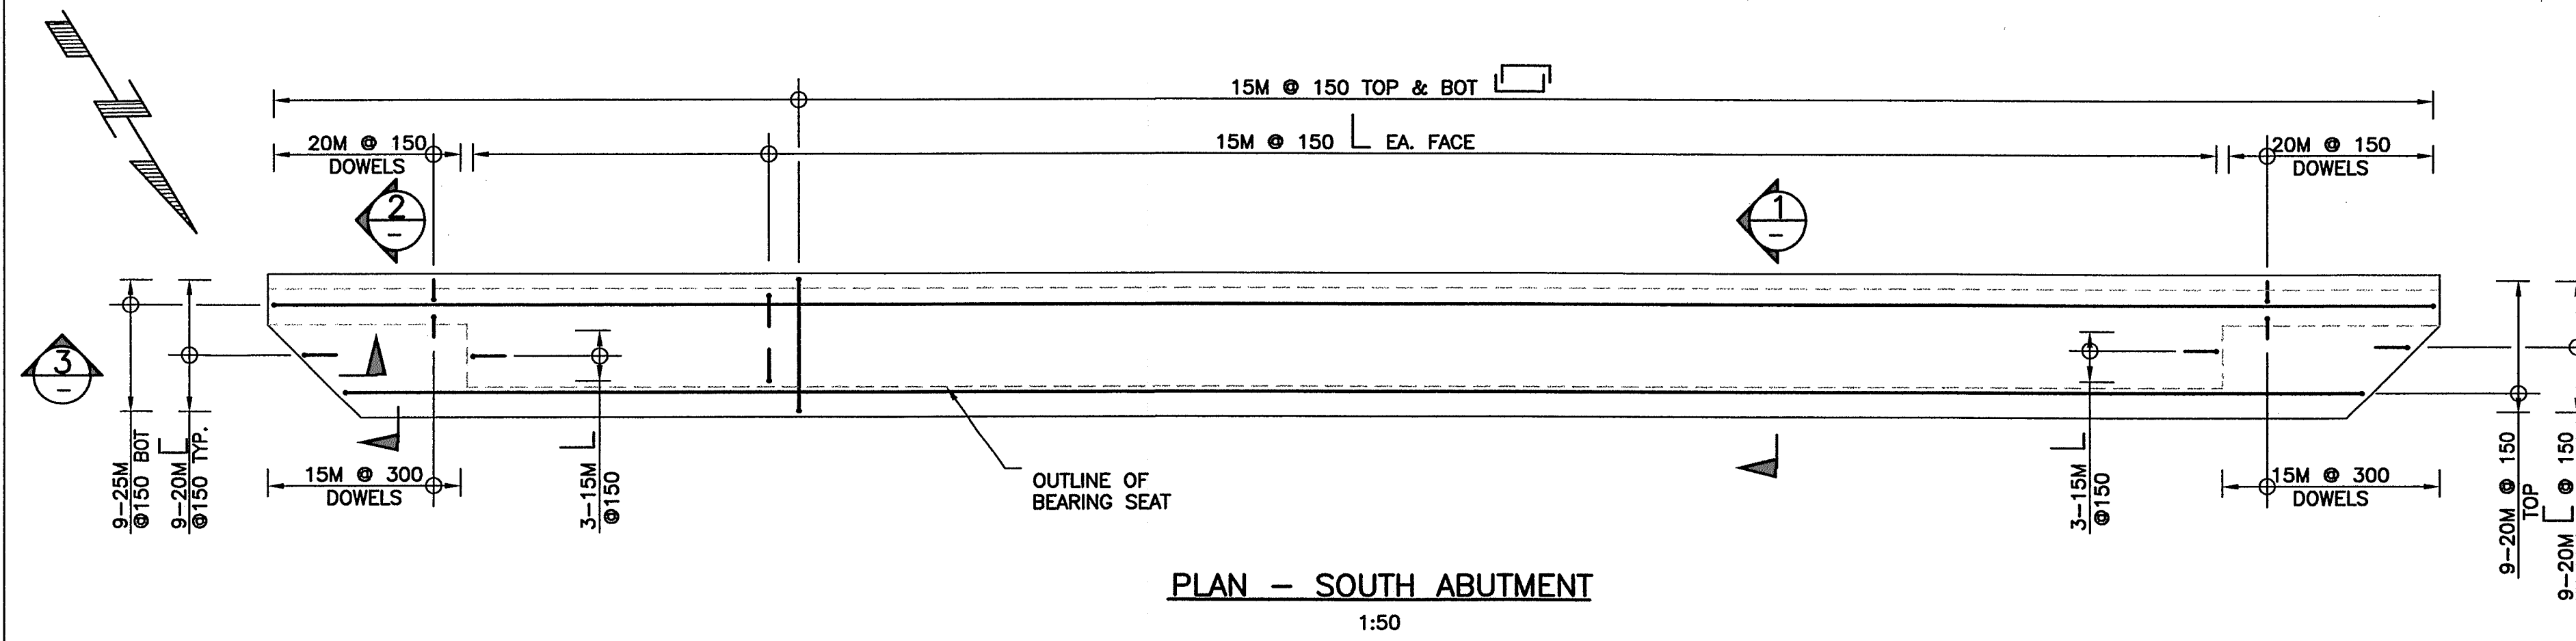 15M @ 150 TOP & BOT
20M @ 150
DOWELS
15M @ 150 EA. FACE
20M @ 150
DOWELS
2
-
1
-
3
-
9-25M
@150 BOT
9-20M
@150 TYP.
15M @ 300
DOWELS
3-15M
@150
OUTLINE OF
BEARING SEAT
3-15M
@150
15M @ 300
DOWELS
9-20M @ 150
TOP
9-20M @ 150
PLAN - SOUTH ABUTMENT
1:50